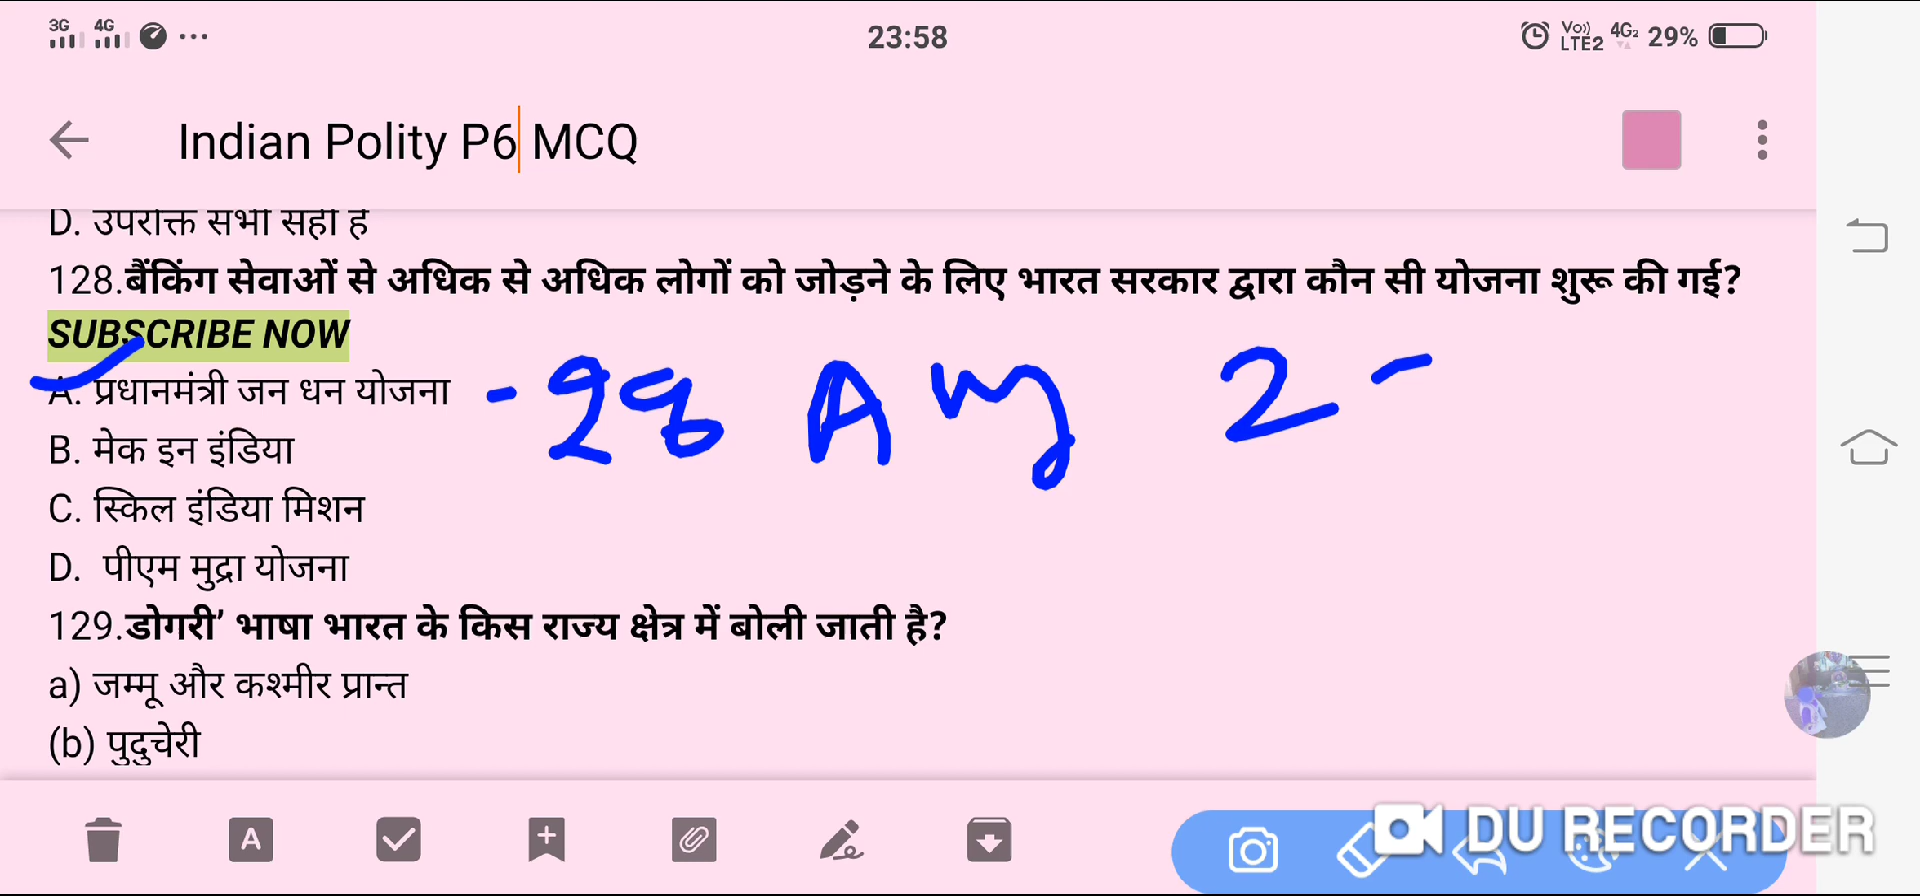 3G 4G ... 23:58 Vo)) LTE2 4G2 29%
Indian Polity P6 MCQ
D. उपरोक्त सभी सही है
128.बैंकिंग सेवाओं से अधिक से अधिक लोगों को जोड़ने के लिए भारत सरकार द्वारा कौन सी योजना शुरू की गई?
SUBSCRIBE NOW
A. प्रधानमंत्री जन धन योजना - 28 Aug 2
B. मेक इन इंडिया
C. स्किल इंडिया मिशन
D. पीएम मुद्रा योजना
129.डोगरी’ भाषा भारत के किस राज्य क्षेत्र में बोली जाती है?
a) जम्मू और कश्मीर प्रान्त
(b) पुदुचेरी
A
DU RECORDER